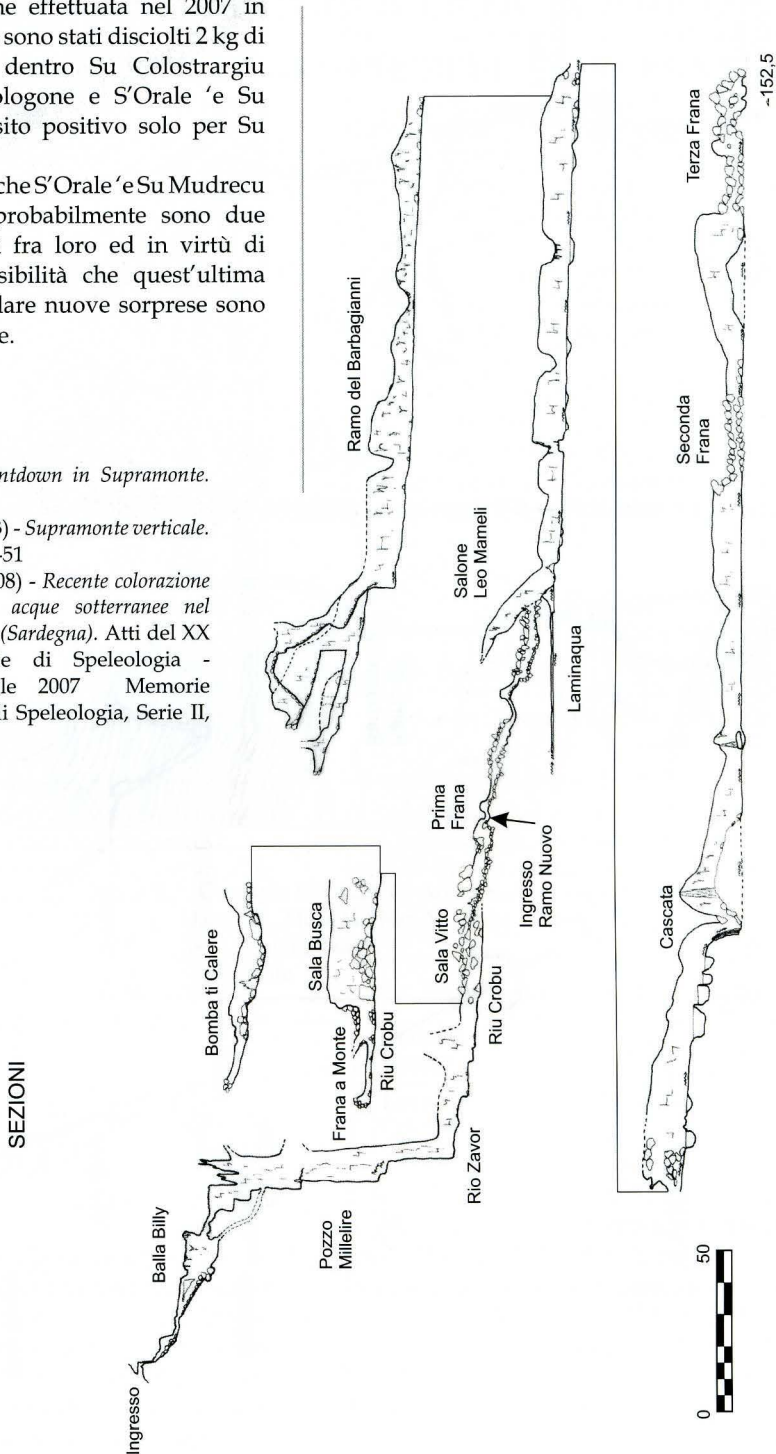 ne effettuata nel 2007 in
sono stati disciolti 2 kg di
dentro Su Colostrargiu
ologone e S'Orale 'e Su
sito positivo solo per Su
che S'Orale 'e Su Mudrecu
probabilmente sono due
fra loro ed in virtù di
sibilità che quest'ultima
lare nuove sorprese sono
e.
ntdown in Supramonte.
) - Supramonte verticale.
-51
08) - Recente colorazione
acque sotterranee nel
(Sardegna). Atti del XX
e di Speleologia -
le 2007 Memorie
i Speleologia, Serie II,
SEZIONI
Ingresso
Balla Billy
Pozzo
Millelire
Rio Zavor
Bomba ti Calere
Sala Busca
Frana a Monte
Riu Crobu
Sala Vitto
Riu Crobu
Prima
Frana
Ingresso
Ramo Nuovo
Salone
Leo Mameli
Laminaqua
Ramo del Barbagianni
Cascata
Seconda
Frana
Terza Frana
-152,5
0
50